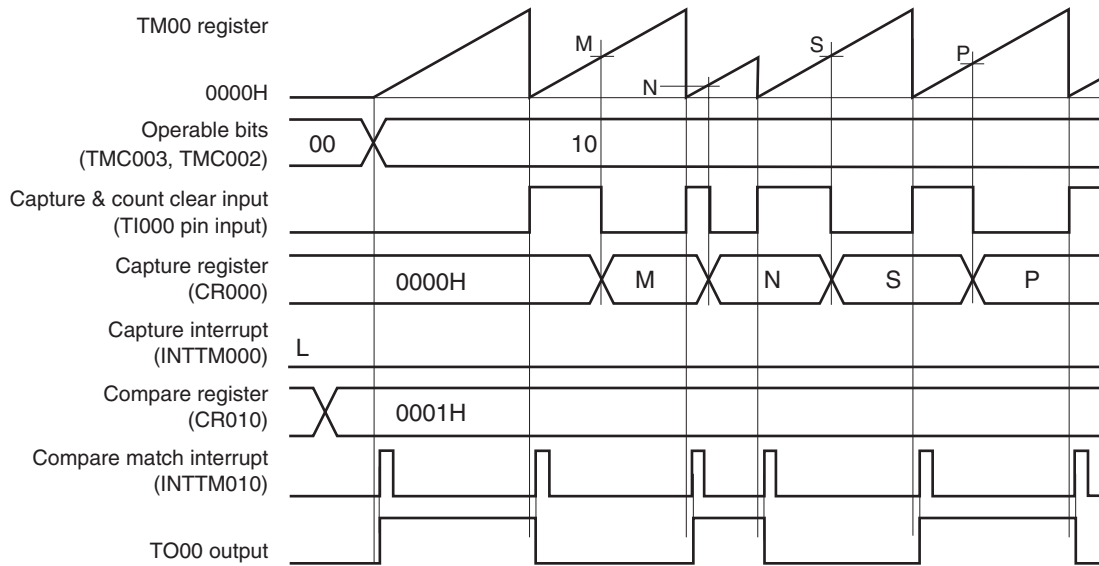 TM00 register
M
S
P
N
0000H
Operable bits
(TMC003, TMC002)
00
10
Capture & count clear input
(TI000 pin input)
Capture register
(CR000)
0000H
M
N
S
P
Capture interrupt
(INTTM000)
L
Compare register
(CR010)
0001H
Compare match interrupt
(INTTM010)
TO00 output